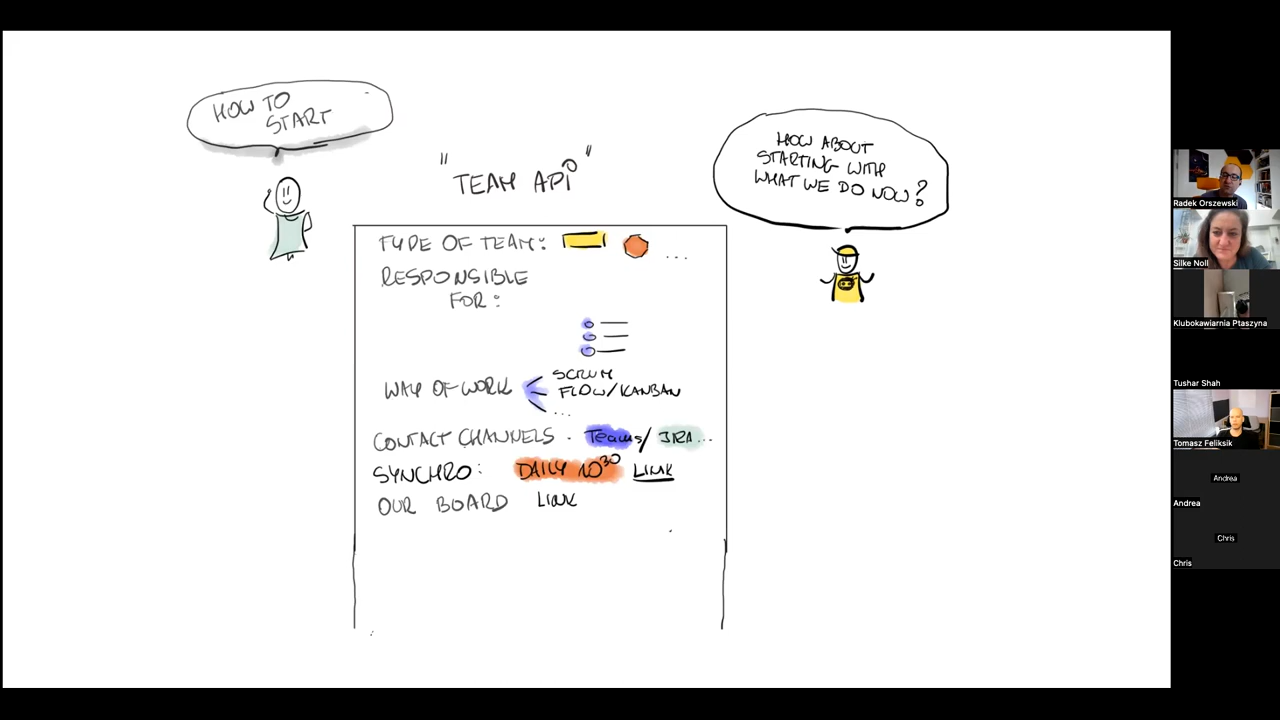 HOW TO
START
HOW ABOUT
STARTING WITH
WHAT WE DO NOW?
"TEAM API"
TYPE OF TEAM: ...
RESPONSIBLE
FOR:
WAY OF WORK
SCRUM
FLOW/KANBAN
...
CONTACT CHANNELS. Teams/ JIRA...
SYNCHRO: DAILY 10³⁰ LINK
OUR BOARD LINK
Radek Orszewski
Silke Noll
Klubokawiarnia Ptaszyna
Tushar Shah
Tomasz Feliksik
Andrea
Andrea
Chris
Chris